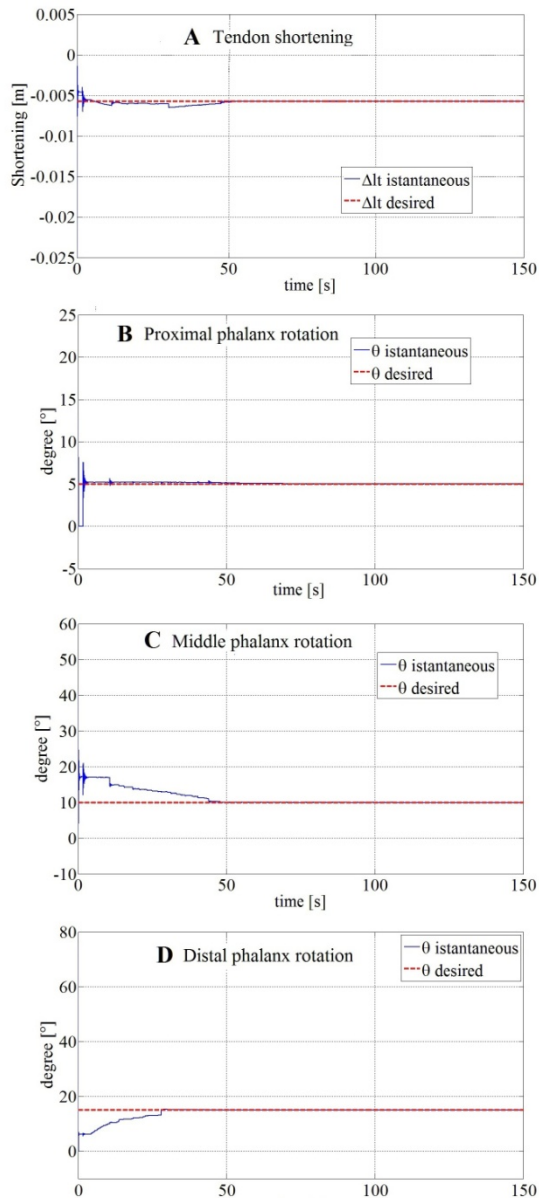 A Tendon shortening
0.005
0
-0.005
-0.01
-0.015
-0.02
-0.025
Shortening [m]
Δlt istantaneous
Δlt desired
0 50 100 150
time [s]
B Proximal phalanx rotation
25
20
15
10
5
0
-5
degree [°]
θ istantaneous
θ desired
0 50 100 150
time [s]
C Middle phalanx rotation
60
50
40
30
20
10
0
-10
degree [°]
θ istantaneous
θ desired
0 50 100 150
time [s]
D Distal phalanx rotation
80
60
40
20
0
degree [°]
θ istantaneous
θ desired
0 50 100 150
time [s]